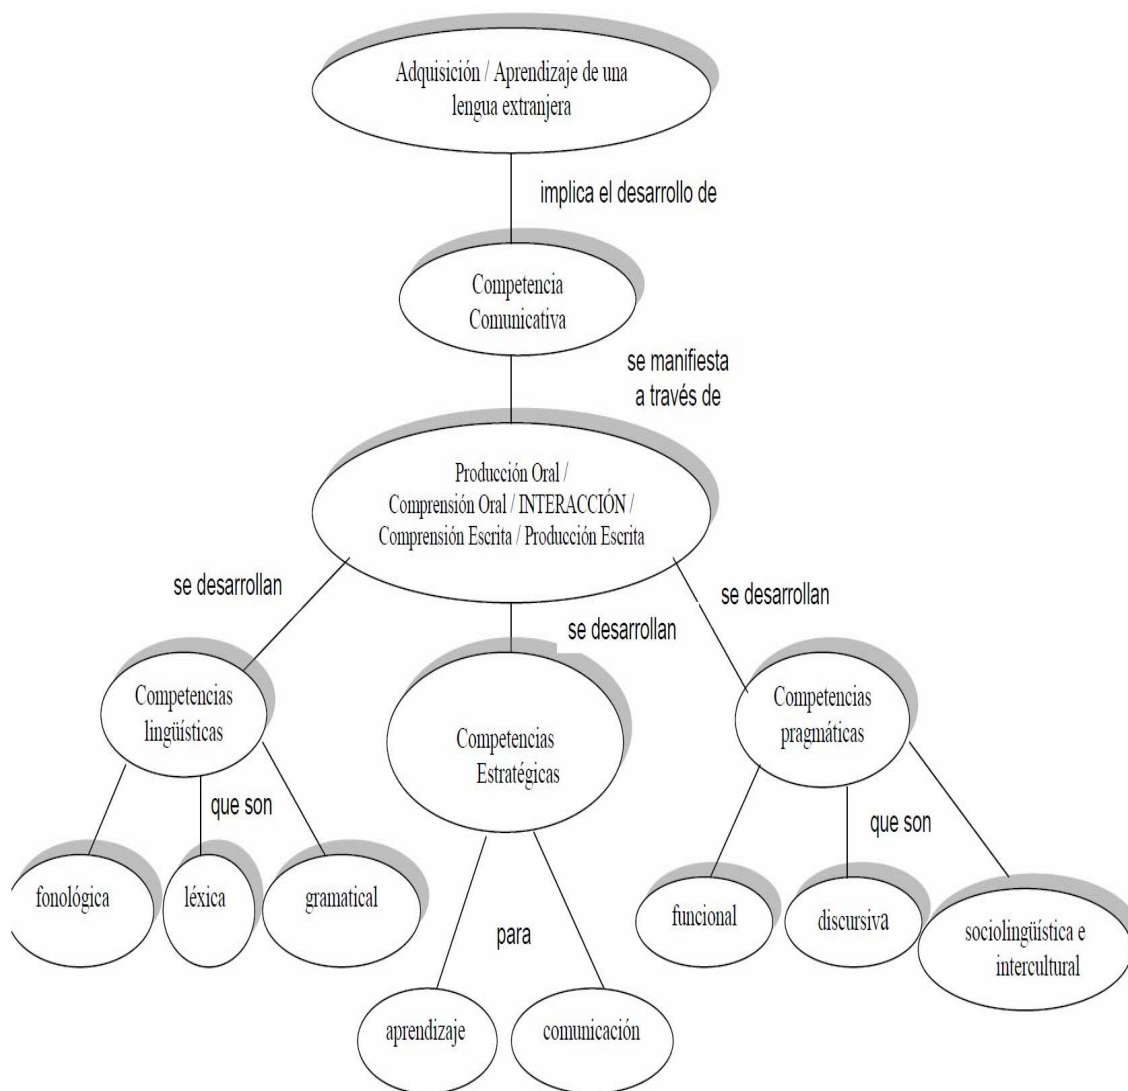 Adquisición / Aprendizaje de una
lengua extranjera
implica el desarrollo de
Competencia
Comunicativa
se manifiesta
a través de
Producción Oral /
Comprensión Oral / INTERACCIÓN /
Comprensión Escrita / Producción Escrita
se desarrollan
se desarrollan
se desarrollan
Competencias
lingüísticas
Competencias
Estratégicas
Competencias
pragmáticas
que son
que son
fonológica
léxica
gramatical
para
funcional
discursiva
sociolingüística e
intercultural
aprendizaje
comunicación